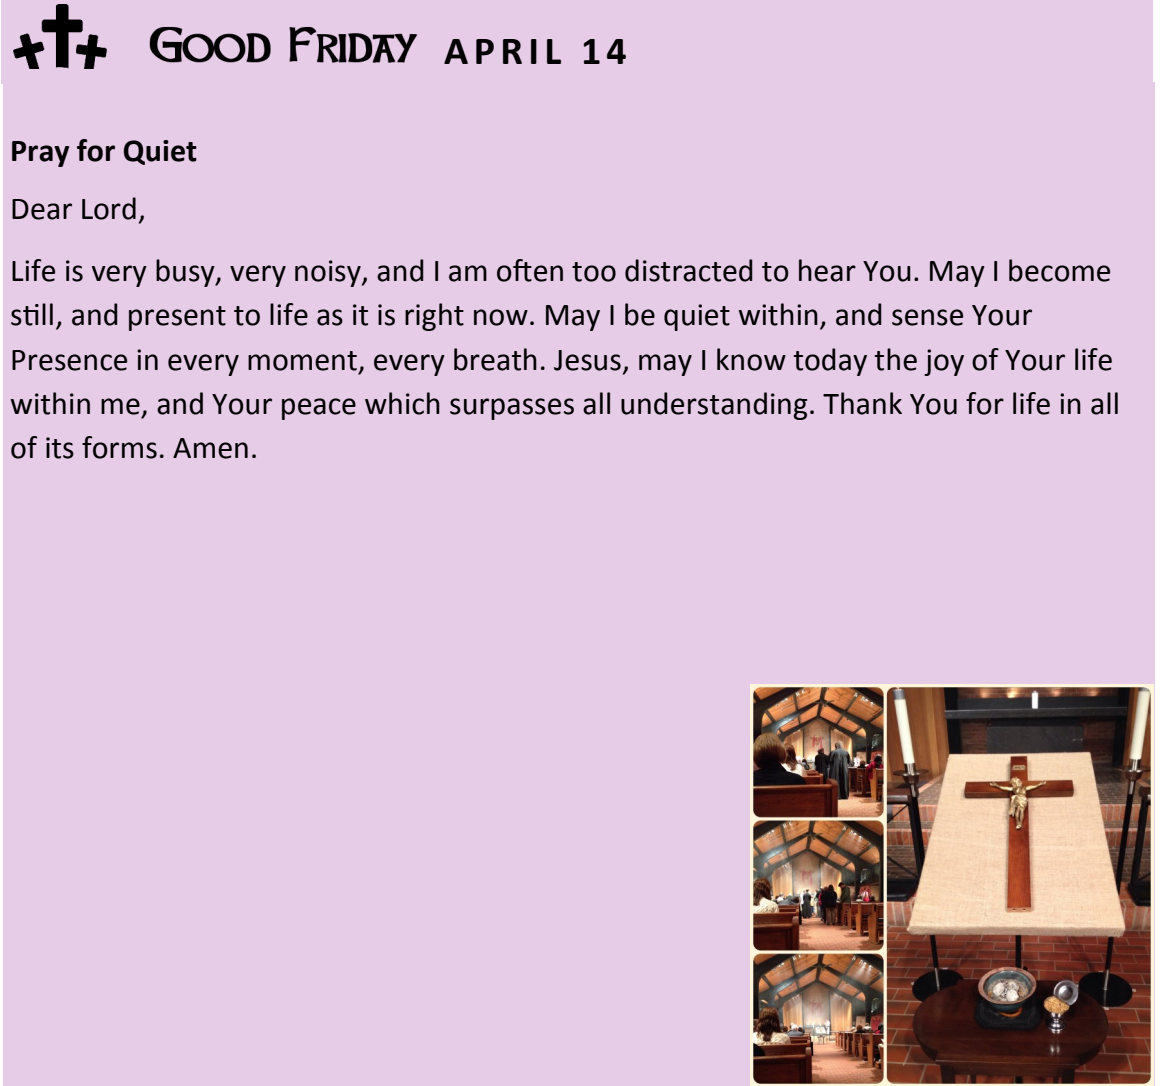 GOOD FRIDAY APRIL 14
Pray for Quiet
Dear Lord,
Life is very busy, very noisy, and I am often too distracted to hear You. May I become
still, and present to life as it is right now. May I be quiet within, and sense Your
Presence in every moment, every breath. Jesus, may I know today the joy of Your life
within me, and Your peace which surpasses all understanding. Thank You for life in all
of its forms. Amen.